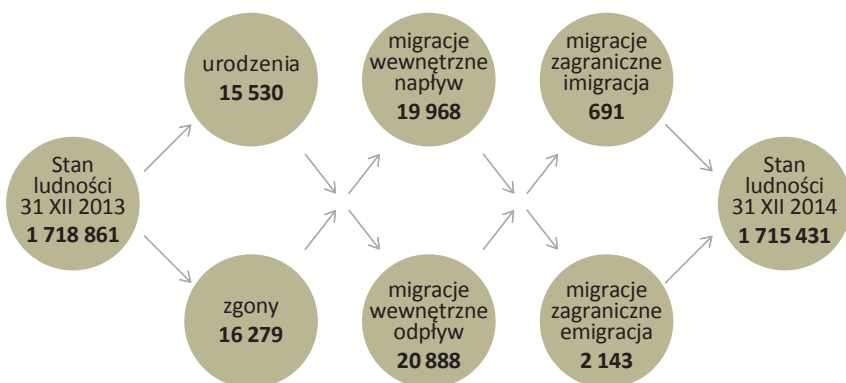 Stan
ludności
31 XII 2013
1 718 861
urodzenia
15 530
zgony
16 279
migracje
wewnętrzne
napływ
19 968
migracje
wewnętrzne
odpływ
20 888
migracje
zagraniczne
imigracja
691
migracje
zagraniczne
emigracja
2 143
Stan
ludności
31 XII 2014
1 715 431